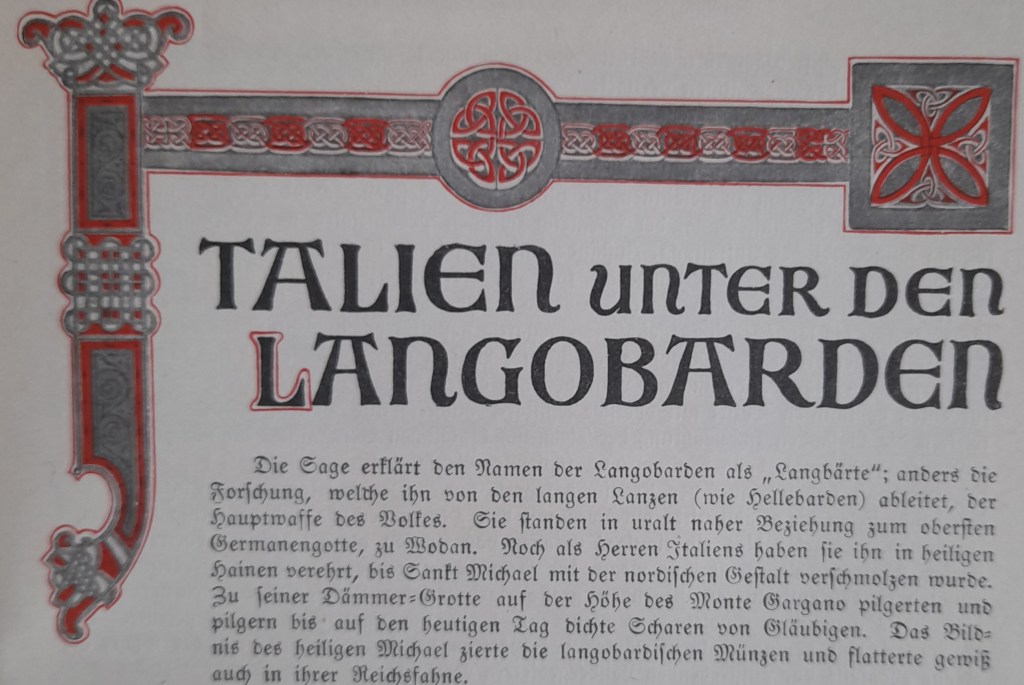 ITALIEN UNTER DEN
LANGOBARDEN
Die Sage erklärt den Namen der Langobarden als „Langbärte“; anders die
Forschung, welche ihn von den langen Lanzen (wie Hellebarden) ableitet, der
Hauptwaffe des Volkes. Sie standen in uralt naher Beziehung zum obersten
Germanengotte, zu Wodan. Noch als Herren Italiens haben sie ihn in heiligen
Hainen verehrt, bis Sankt Michael mit der nordischen Gestalt verschmolzen wurde.
Zu seiner Dämmer-Grotte auf der Höhe des Monte Gargano pilgerten und
pilgern bis auf den heutigen Tag dichte Scharen von Gläubigen. Das Bild-
nis des heiligen Michael zierte die langobardischen Münzen und flatterte gewiß
auch in ihrer Reichsfahne.